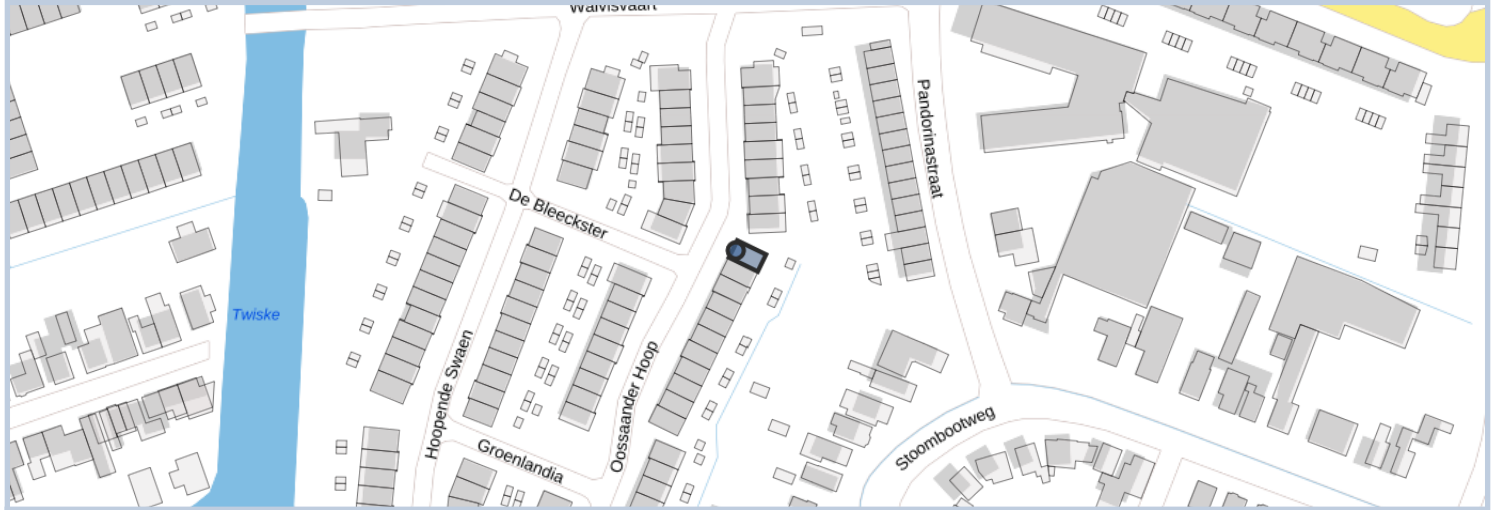 Walvisvaart
Pandorinastraat
De Bleeckster
Twiske
Hoopende Swaen
Oossaander Hoop
Groenlandia
Stoombootweg